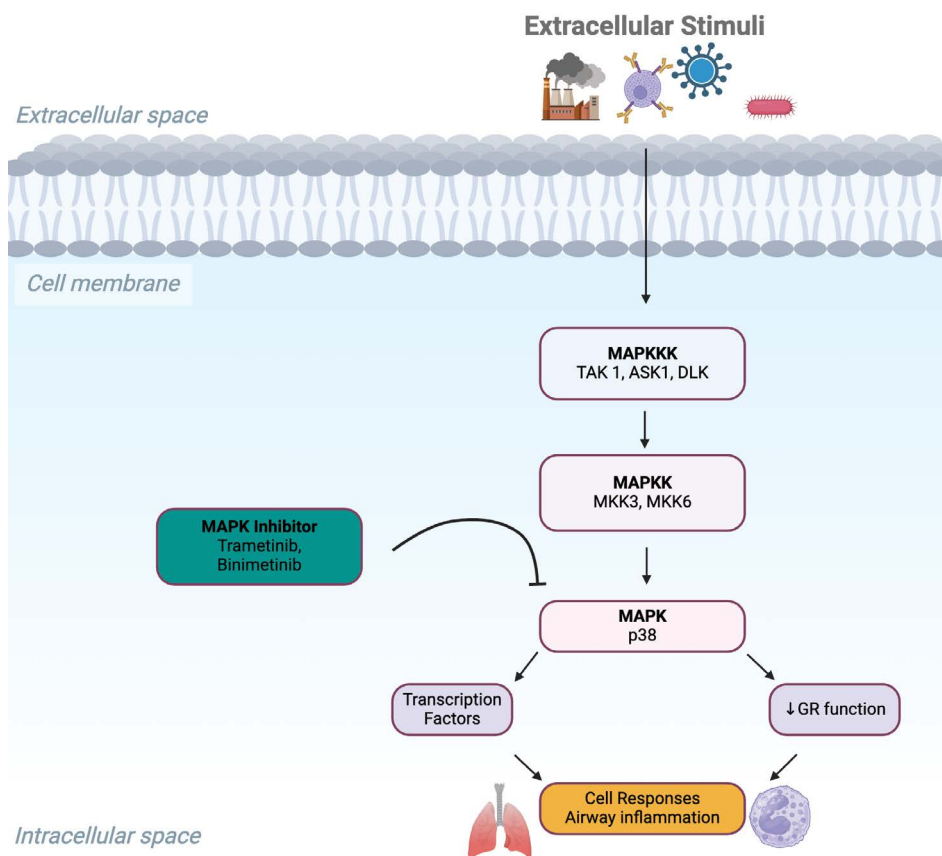 Extracellular Stimuli
Extracellular space
Cell membrane
MAPKKK
TAK 1, ASK1, DLK
MAPKK
MKK3, MKK6
MAPK Inhibitor
Trametinib,
Binimetinib
MAPK
p38
Transcription
Factors
↓GR function
Cell Responses
Airway inflammation
Intracellular space